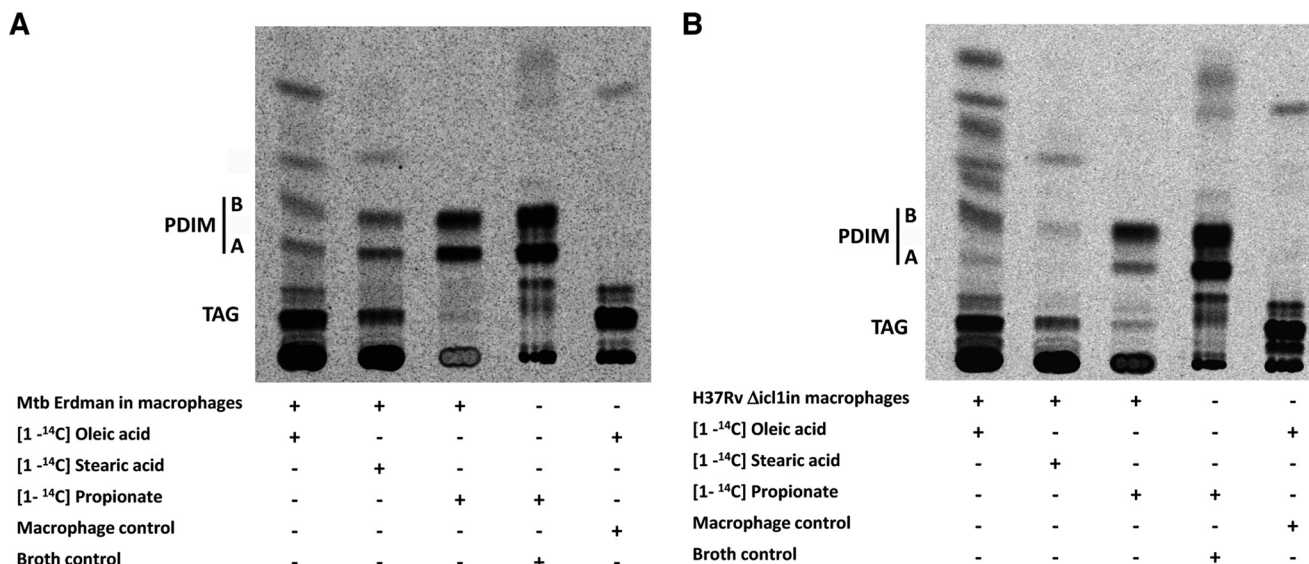 A
PDIM
B
A
TAG
Mtb Erdman in macrophages + + + - -
[1 -¹⁴C] Oleic acid + - - - +
[1 -¹⁴C] Stearic acid - + - - -
[1- ¹⁴C] Propionate - - + + -
Macrophage control - - - - +
Broth control - - - + -
B
PDIM
B
A
TAG
H37Rv Δicl1in macrophages + + + - -
[1 -¹⁴C] Oleic acid + - - - +
[1 -¹⁴C] Stearic acid - + - - -
[1- ¹⁴C] Propionate - - + + -
Macrophage control - - - - +
Broth control - - - + -